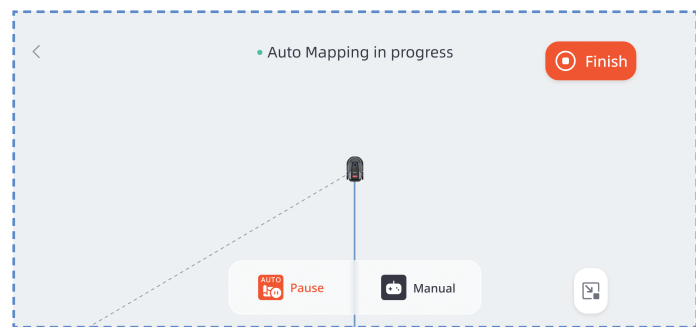 Auto Mapping in progress
Finish
AUTO
Pause
Manual